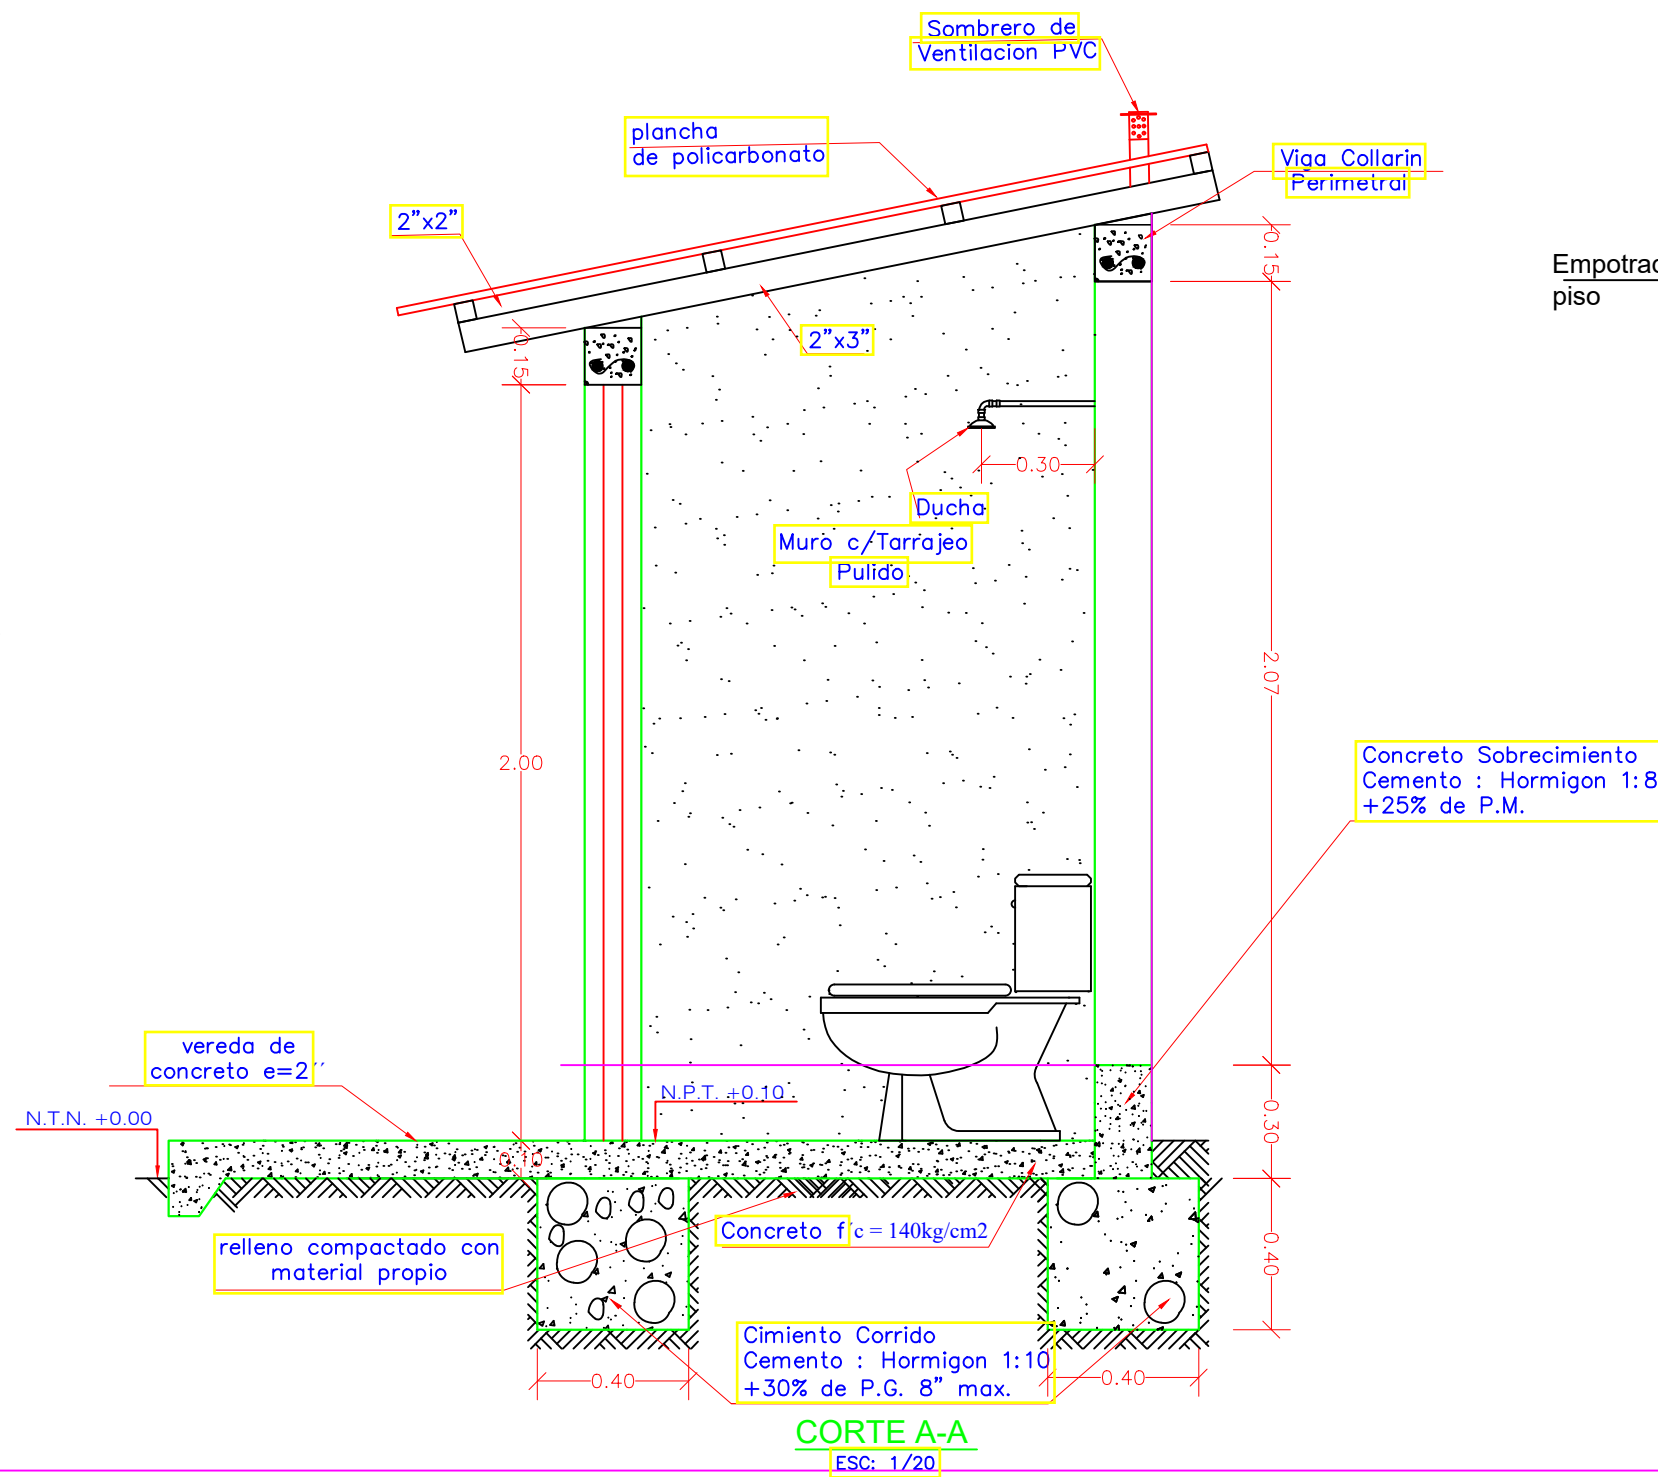 Sombrero de
Ventilacion PVC
plancha
de policarbonato
Viga Collarin
Perimetral
2"x2"
0.15
Empotrac
piso
2"x3"
0.15
0.30
Ducha
Muro c/Tarrajeo
Pulido
2.07
2.00
Concreto Sobrecimiento
Cemento : Hormigon 1:8
+25% de P.M.
vereda de
concreto e=2´´
N.P.T. +0.10
N.T.N. +0.00
0.30
0.10
Concreto f´c = 140kg/cm2
relleno compactado con
material propio
0.40
Cimiento Corrido
Cemento : Hormigon 1:10
+30% de P.G. 8" max.
0.40
0.40
CORTE A-A
ESC: 1/20